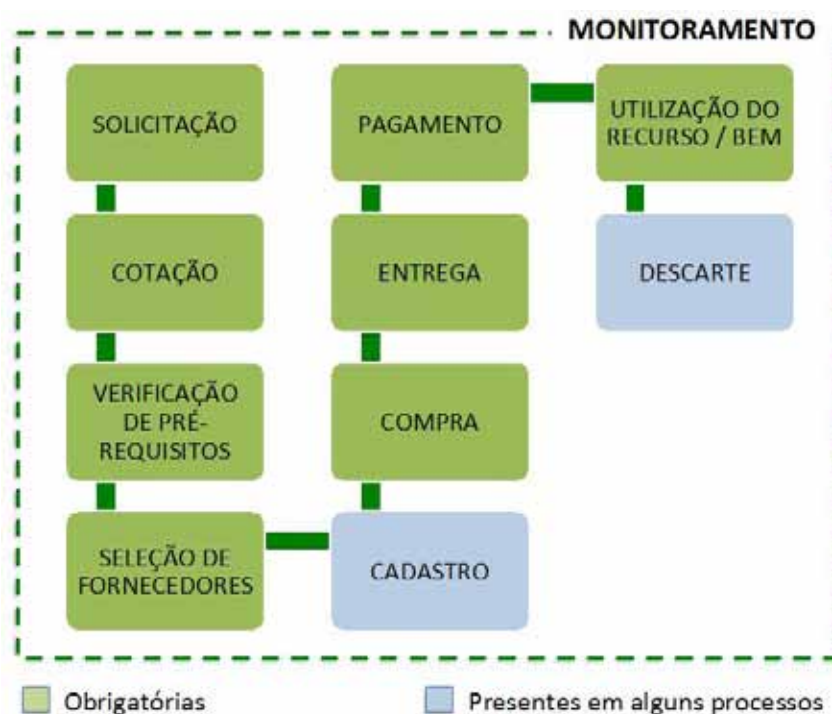 MONITORAMENTO
SOLICITAÇÃO
COTAÇÃO
VERIFICAÇÃO
DE PRÉ-
REQUISITOS
SELEÇÃO DE
FORNECEDORES
CADASTRO
COMPRA
ENTREGA
PAGAMENTO
UTILIZAÇÃO DO
RECURSO / BEM
DESCARTE
Obrigatórias
Presentes em alguns processos